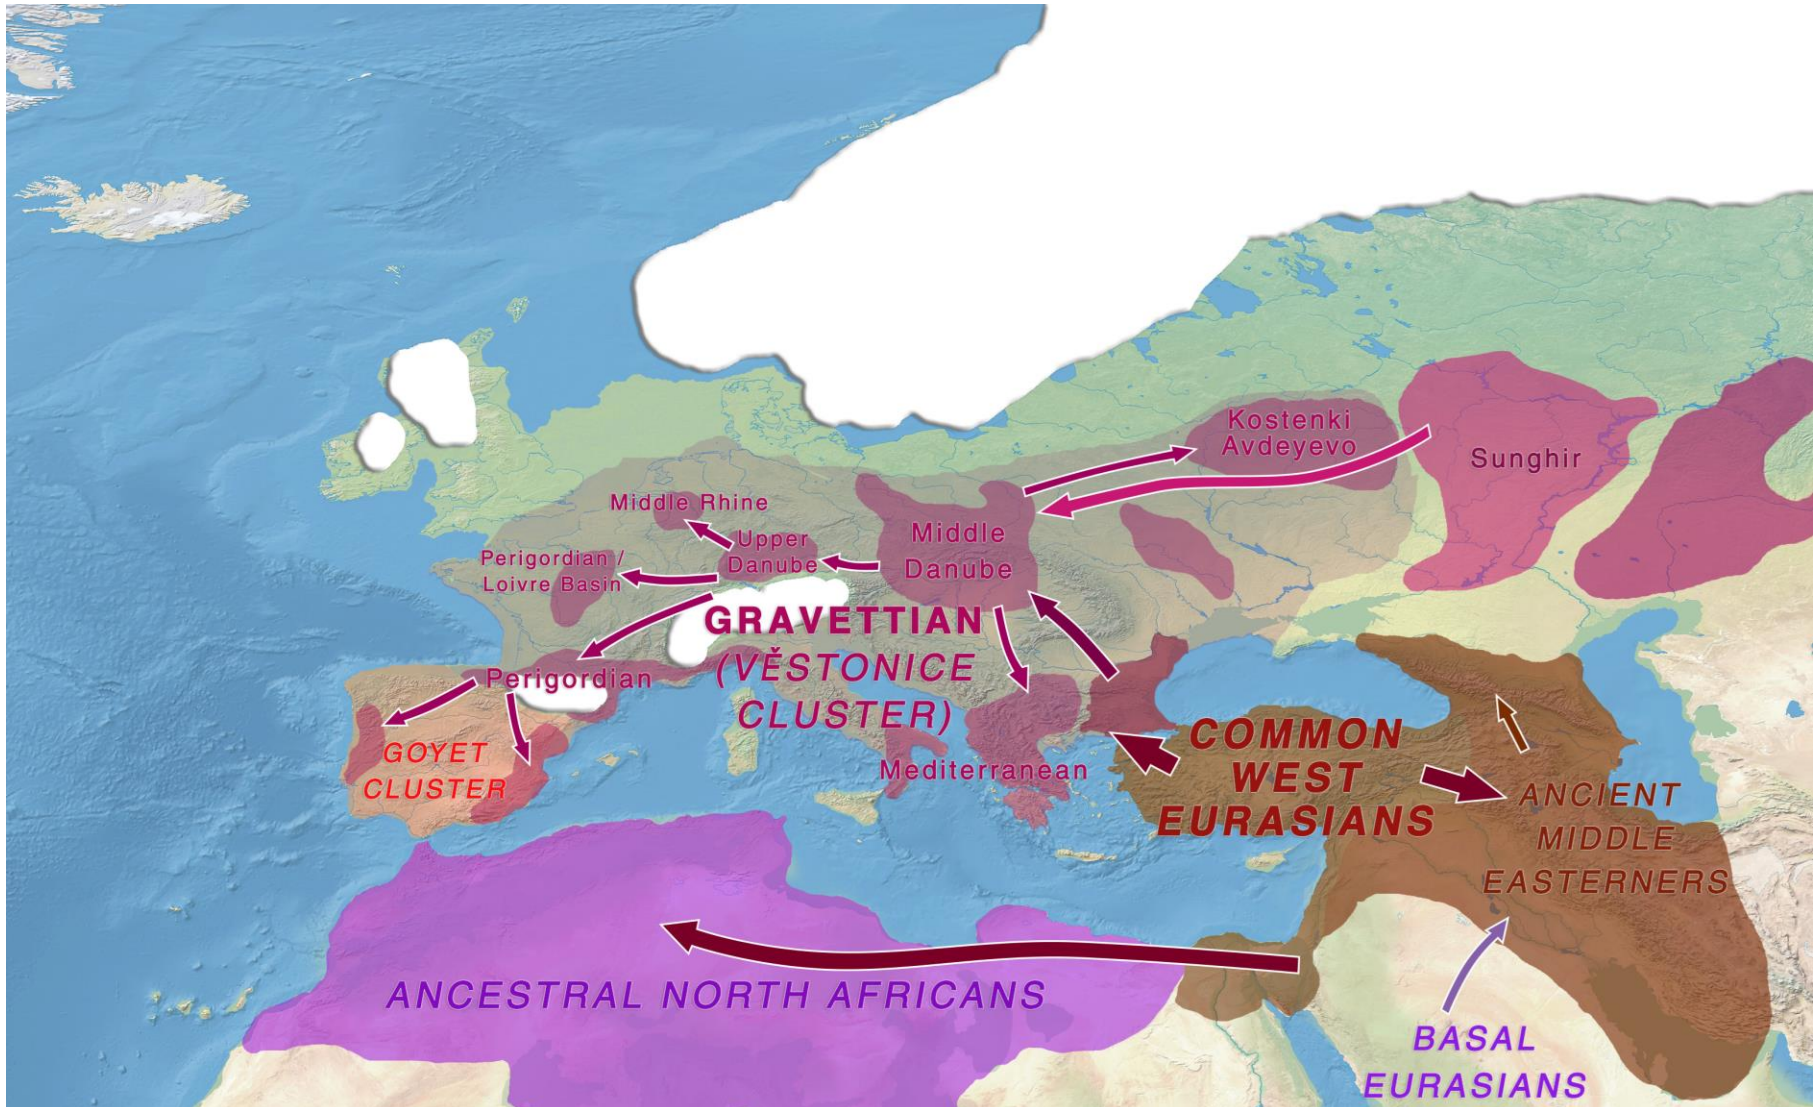 Kostenki
Avdeyevo
Sunghir
Middle Rhine
Upper
Danube
Middle
Danube
Perigordian /
Loivre Basin
GRAVETTIAN
(VĚSTONICE
CLUSTER)
Perigordian
GOYET
CLUSTER
Mediterranean
COMMON
WEST
EURASIANS
ANCIENT
MIDDLE
EASTERNERS
ANCESTRAL NORTH AFRICANS
BASAL
EURASIANS